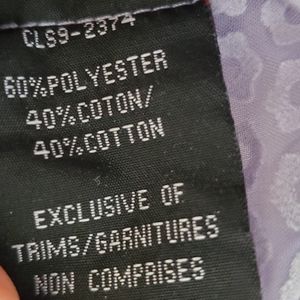 CLS9-2374
60%POLYESTER
40%COTON/
40%COTTON
EXCLUSIVE OF
TRIMS/GARNITURES
NON COMPRISES